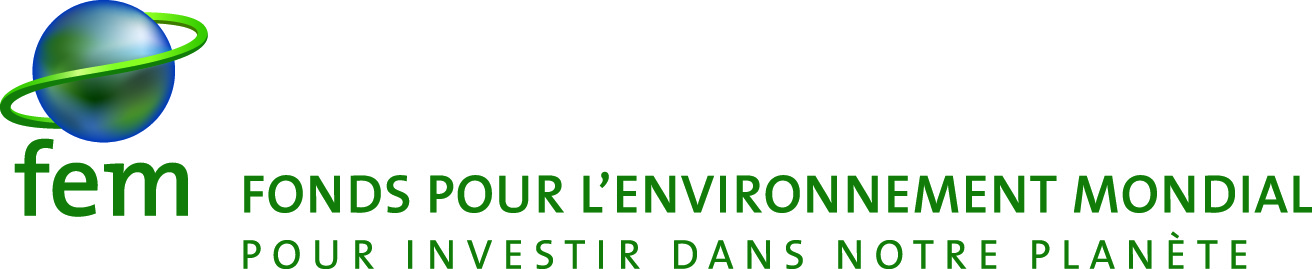 fem
FONDS POUR L’ENVIRONNEMENT MONDIAL
POUR INVESTIR DANS NOTRE PLANÈTE